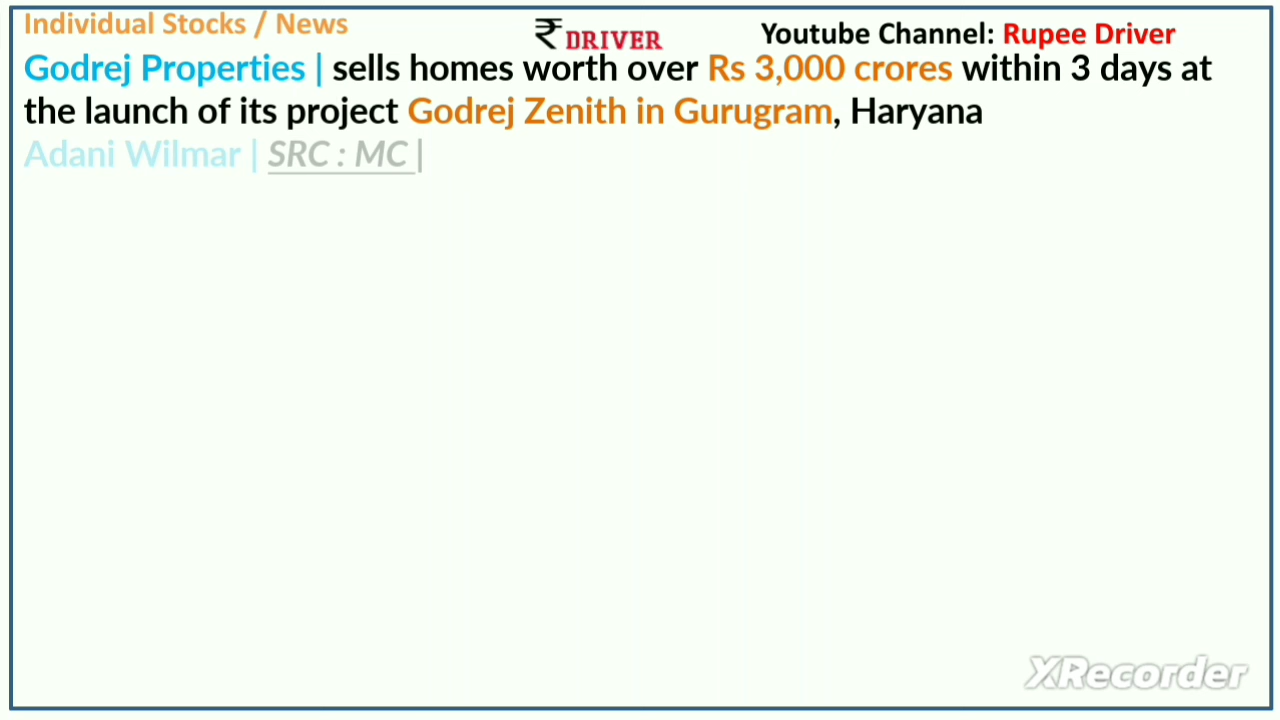 Individual Stocks / News
₹ DRIVER
Youtube Channel: Rupee Driver
Godrej Properties | sells homes worth over Rs 3,000 crores within 3 days at
the launch of its project Godrej Zenith in Gurugram, Haryana
Adani Wilmar | SRC : MC |
XRecorder